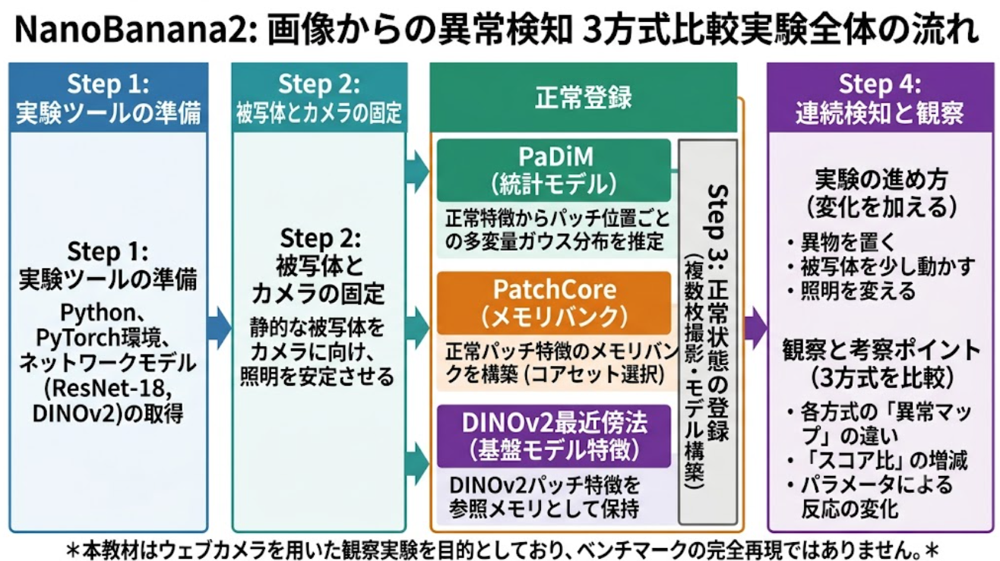 NanoBanana2: 画像からの異常検知 3方式比較実験全体の流れ
Step 1:
実験ツールの準備
Step 1:
実験ツールの準備
Python、
PyTorch環境、
ネットワークモデル
(ResNet-18,
DINOv2)の取得
Step 2:
被写体とカメラの固定
Step 2:
被写体と
カメラの固定
静的な被写体を
カメラに向け、
照明を安定させる
正常登録
PaDiM
（統計モデル）
正常特徴からパッチ位置ごと
の多変量ガウス分布を推定
PatchCore
（メモリバンク）
正常パッチ特徴のメモリバン
クを構築 (コアセット選択)
DINOv2最近傍法
（基盤モデル特徴）
DINOv2パッチ特徴を
参照メモリとして保持
Step 3: 正常状態の登録
（複数枚撮影・モデル構築）
Step 4:
連続検知と観察
実験の進め方
（変化を加える）
・異物を置く
・被写体を少し動かす
・照明を変える
観察と考察ポイント
（3方式を比較）
・各方式の「異常マッ
プ」の違い
・「スコア比」の増減
・パラメータによる
反応の変化
＊本教材はウェブカメラを用いた観察実験を目的としており、ベンチマークの完全再現ではありません。＊